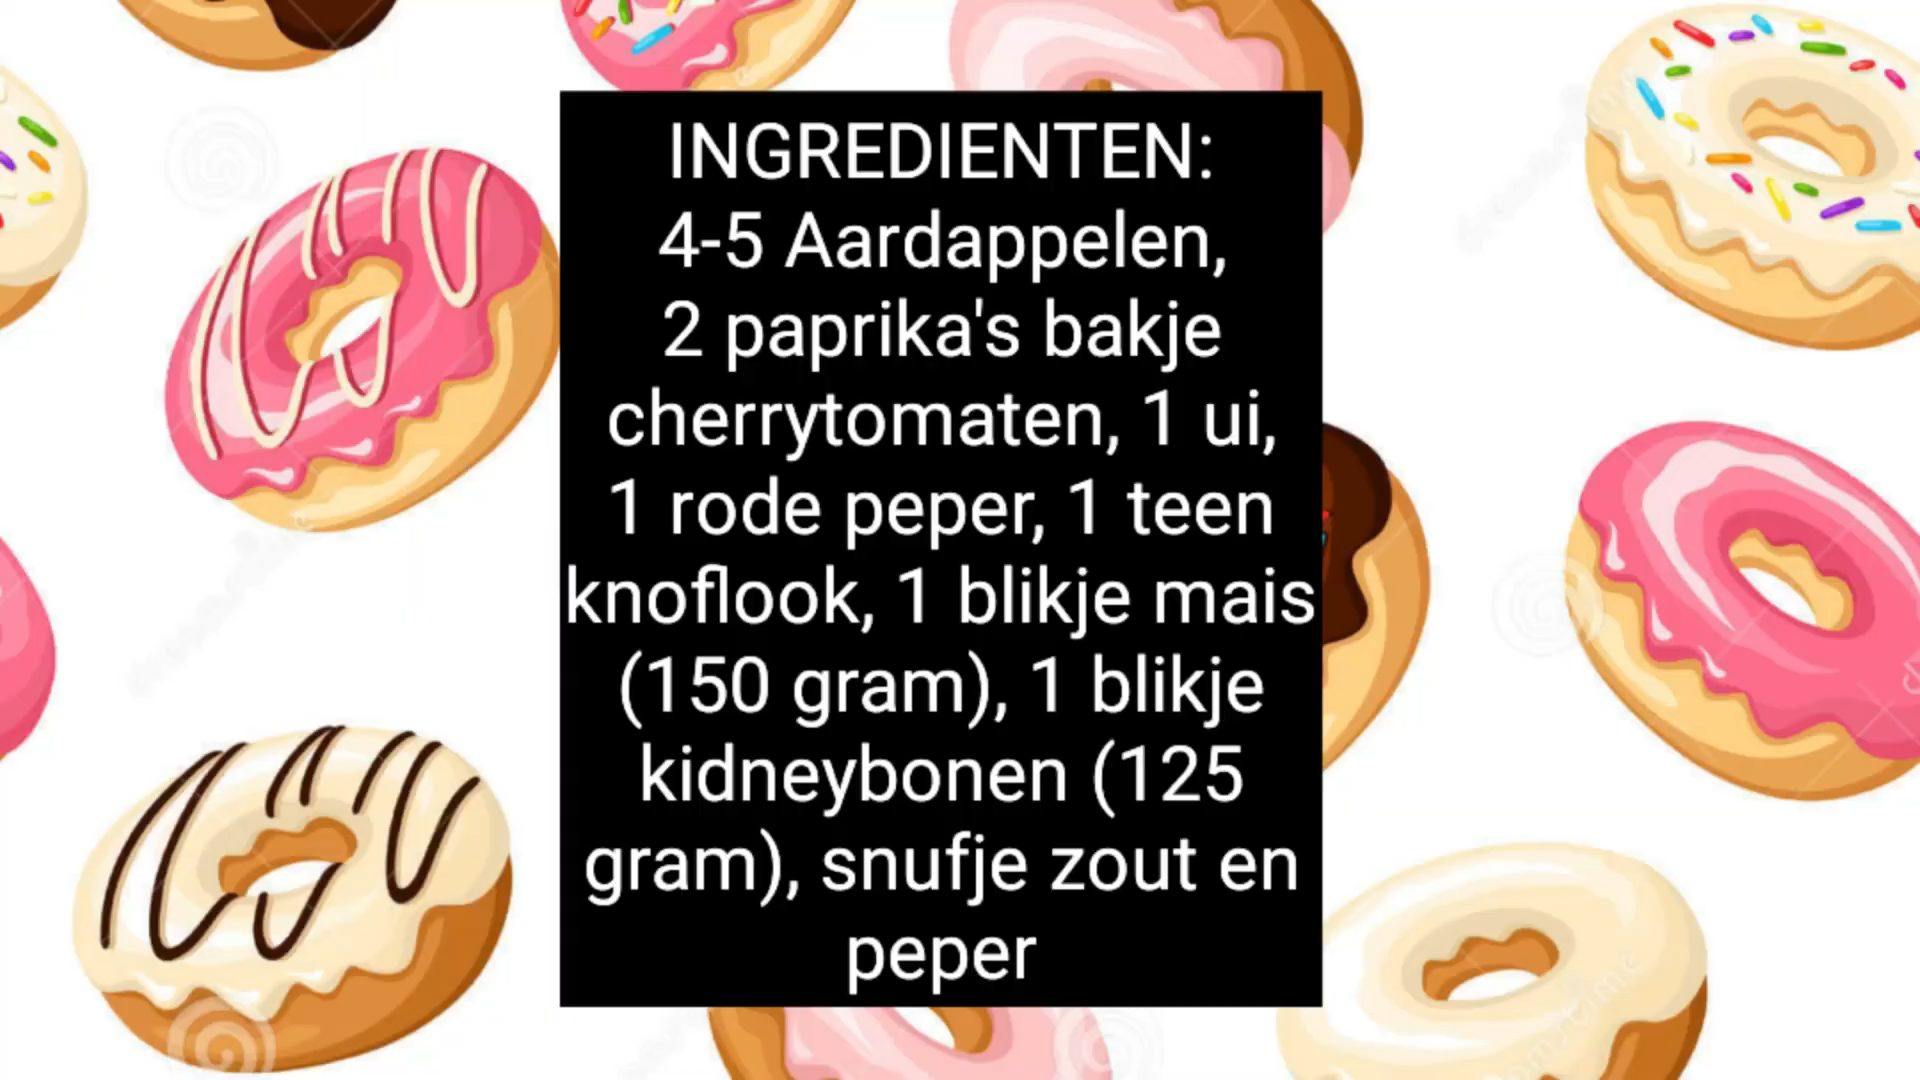 INGREDIENTEN:
4-5 Aardappelen,
2 paprika's bakje
cherrytomaten, 1 ui,
1 rode peper, 1 teen
knoflook, 1 blikje mais
(150 gram), 1 blikje
kidneybonen (125
gram), snufje zout en
peper